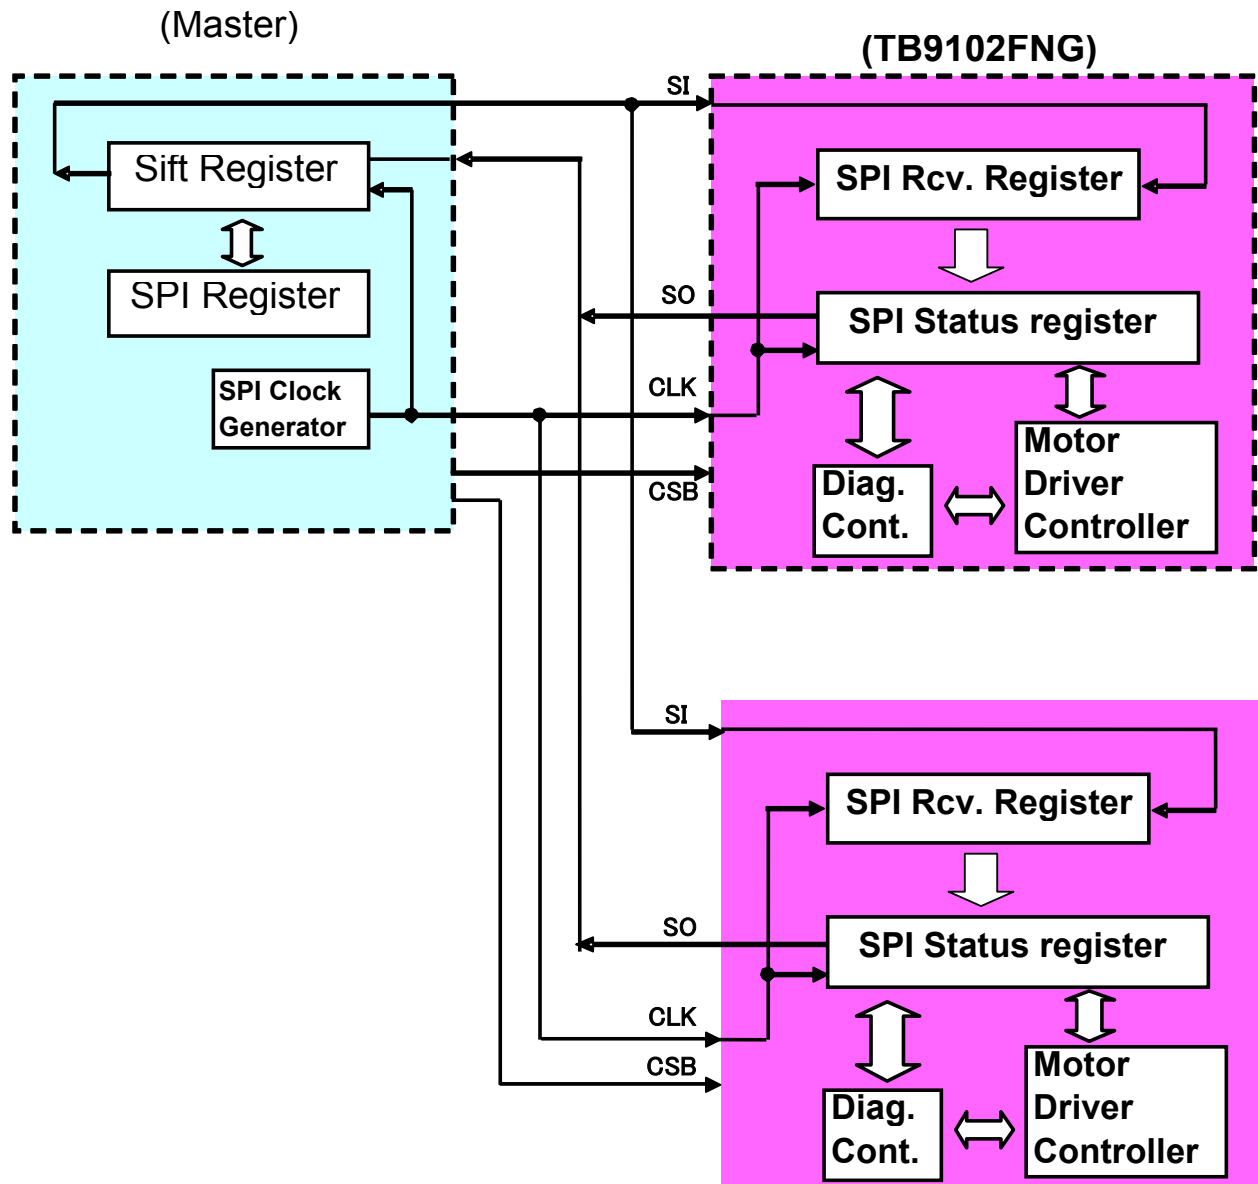 (Master)
(TB9102FNG)
SI
Sift Register
SPI Rcv. Register
SPI Register
SO
SPI Status register
SPI Clock
Generator
CLK
CSB
Diag.
Cont.
Motor
Driver
Controller
SI
SPI Rcv. Register
SO
SPI Status register
CLK
CSB
Diag.
Cont.
Motor
Driver
Controller